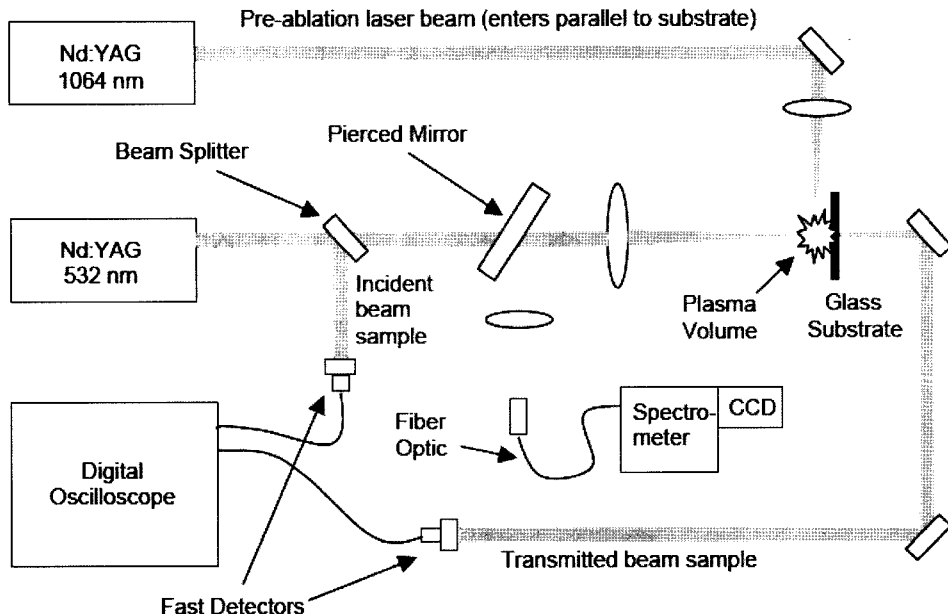 Pre-ablation laser beam (enters parallel to substrate)
Nd:YAG
1064 nm
Pierced Mirror
Beam Splitter
Nd:YAG
532 nm
Incident
beam
sample
Plasma
Volume
Glass
Substrate
Digital
Oscilloscope
Fiber
Optic
Spectro-
meter
CCD
Transmitted beam sample
Fast Detectors